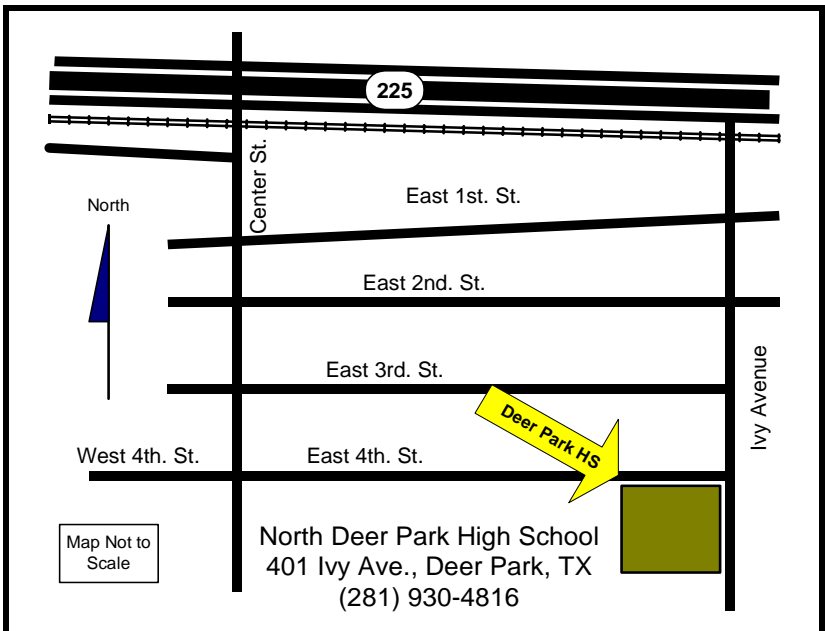 225
Center St.
East 1st. St.
North
East 2nd. St.
East 3rd. St.
Ivy Avenue
Deer Park HS
West 4th. St.
East 4th. St.
Map Not to
Scale
North Deer Park High School
401 Ivy Ave., Deer Park, TX
(281) 930-4816